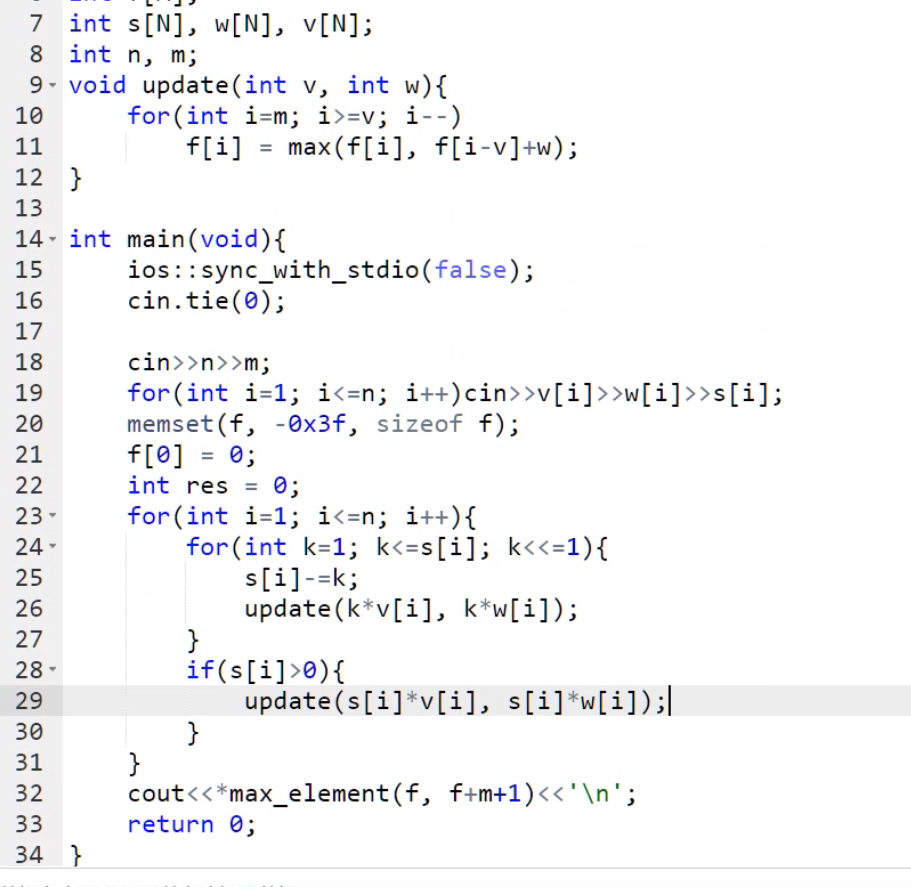 7 int s[N], w[N], v[N];
8 int n, m;
9 void update(int v, int w){
10 for(int i=m; i>=v; i--)
11 f[i] = max(f[i], f[i-v]+w);
12 }
13
14 int main(void){
15 ios::sync_with_stdio(false);
16 cin.tie(0);
17
18 cin>>n>>m;
19 for(int i=1; i<=n; i++)cin>>v[i]>>w[i]>>s[i];
20 memset(f, -0x3f, sizeof f);
21 f[0] = 0;
22 int res = 0;
23 for(int i=1; i<=n; i++){
24 for(int k=1; k<=s[i]; k<<=1){
25 s[i]-=k;
26 update(k*v[i], k*w[i]);
27 }
28 if(s[i]>0){
29 update(s[i]*v[i], s[i]*w[i]);
30 }
31 }
32 cout<<*max_element(f, f+m+1)<<'\n';
33 return 0;
34 }